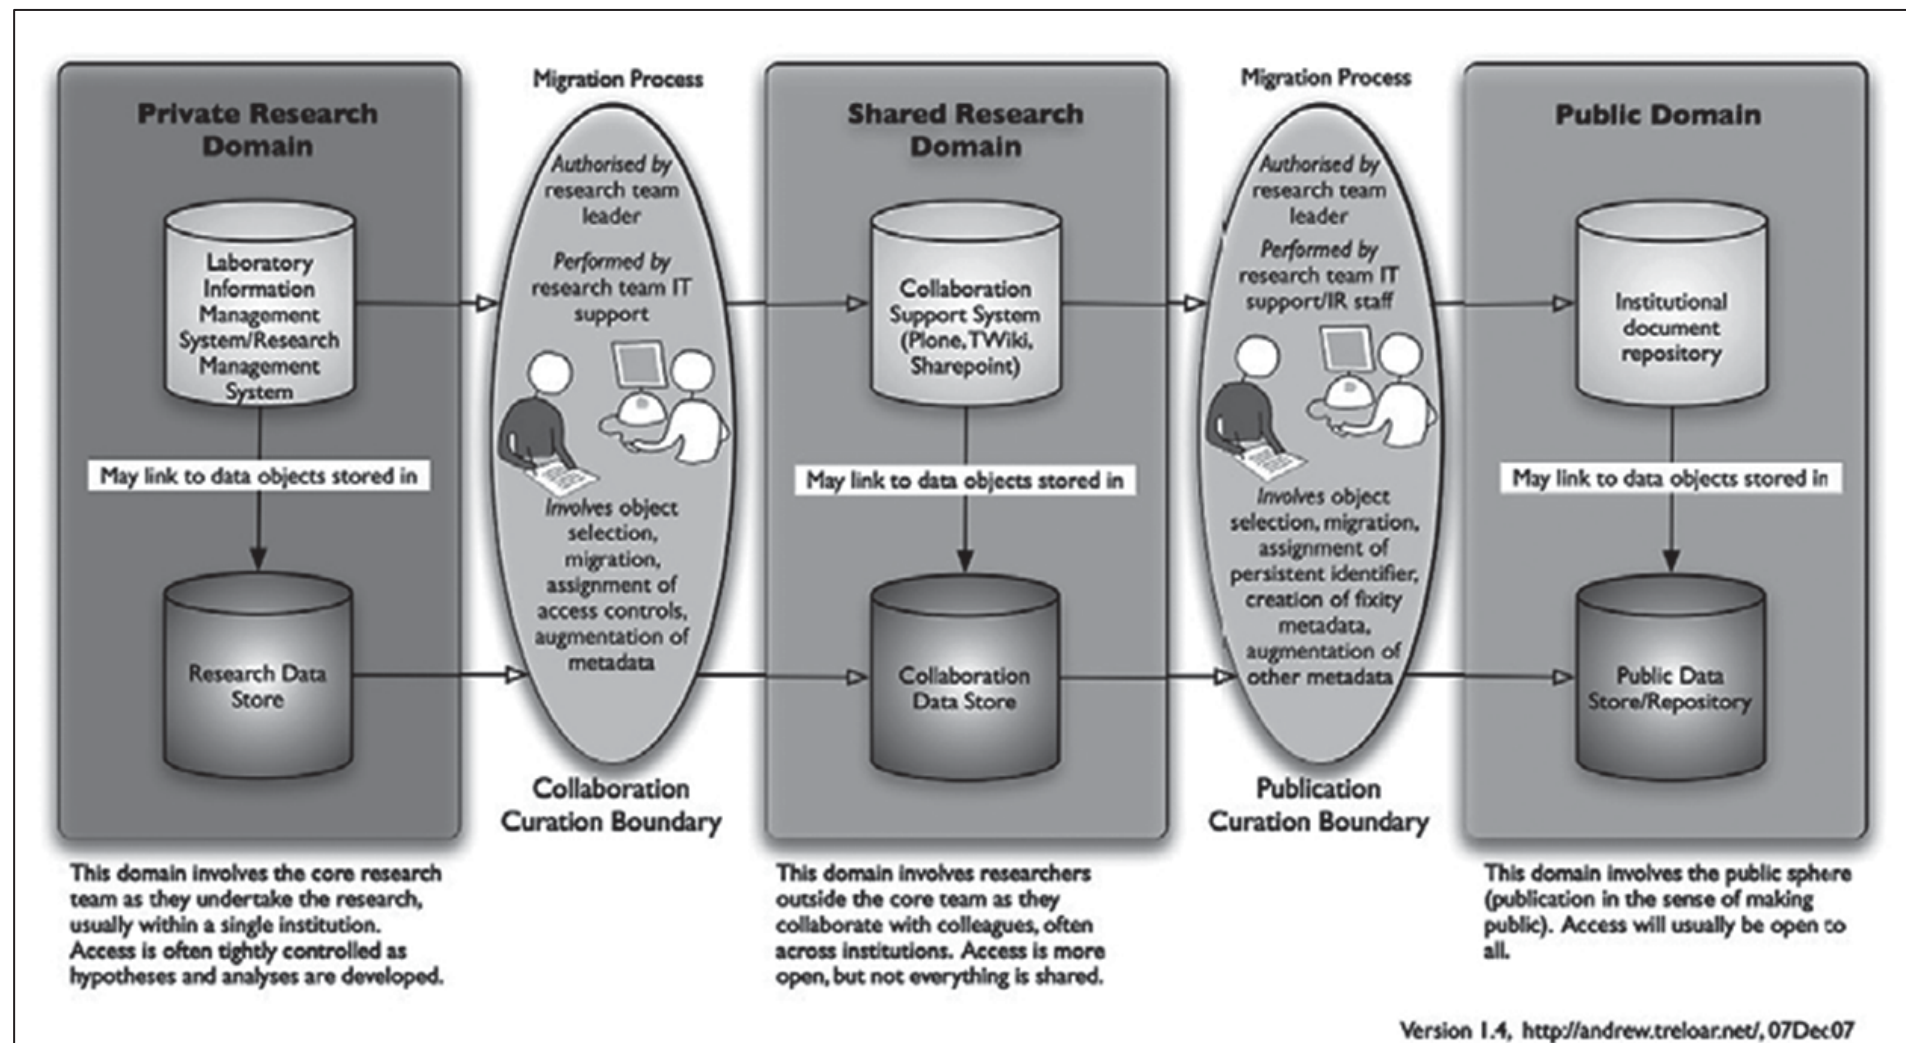 Private Research
Domain
Laboratory
Information
Management
System/Research
Management
System
May link to data objects stored in
Research Data
Store
This domain involves the core research
team as they undertake the research,
usually within a single institution.
Access is often tightly controlled as
hypotheses and analyses are developed.
Migration Process
Authorised by
research team
leader
Performed by
research team IT
support
Involves object
selection,
migration,
assignment of
access controls,
augmentation of
metadata
Collaboration
Curation Boundary
Shared Research
Domain
Collaboration
Support System
(Plone, TWiki,
Sharepoint)
May link to data objects stored in
Collaboration
Data Store
This domain involves researchers
outside the core team as they
collaborate with colleagues, often
across institutions. Access is more
open, but not everything is shared.
Migration Process
Authorised by
research team
leader
Performed by
research team IT
support/IR staff
Involves object
selection, migration,
assignment of
persistent identifier,
creation of fixity
metadata,
augmentation of
other metadata
Publication
Curation Boundary
Public Domain
Institutional
document
repository
May link to data objects stored in
Public Data
Store/Repository
This domain involves the public sphere
(publication in the sense of making
public). Access will usually be open to
all.
Version 1.4, http://andrew.treloar.net/, 07Dec07